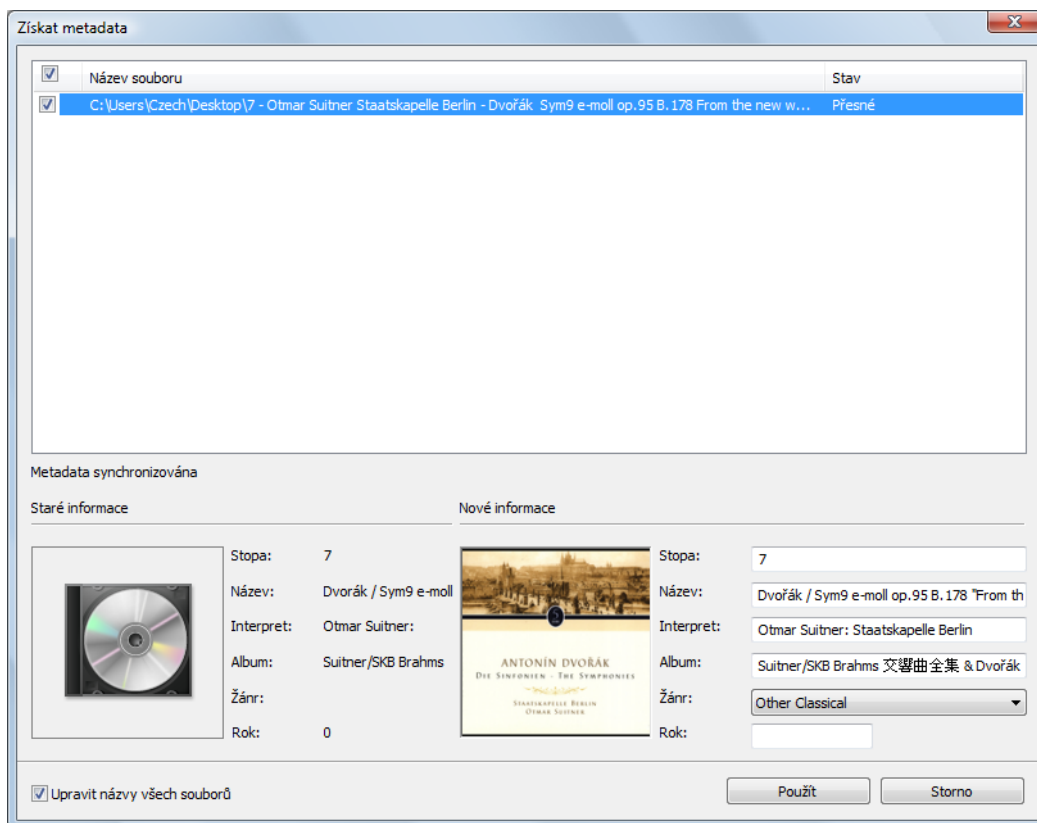 Získat metadata
Název souboru Stav
C:\Users\Czech\Desktop\7 - Otmar Suitner Staatskapelle Berlin - Dvořák Sym9 e-moll op.95 B.178 From the new w... Přesné
Metadata synchronizována
Staré informace Nové informace
Stopa: 7 Stopa: 7
Název: Dvorák / Sym9 e-moll Název: Dvořák / Sym9 e-moll op.95 B.178 "From th
Interpret: Otmar Suitner: Interpret: Otmar Suitner: Staatskapelle Berlin
Album: Suitner/SKB Brahms Album: Suitner/SKB Brahms 交響曲全集 & Dvořák
Žánr: Žánr: Other Classical
Rok: 0 Rok:
2
ANTONÍN DVOŘÁK
DIE SINFONIEN - THE SYMPHONIES
STAATSKAPELLE BERLIN
OTMAR SUITNER
Upravit názvy všech souborů Použít Storno